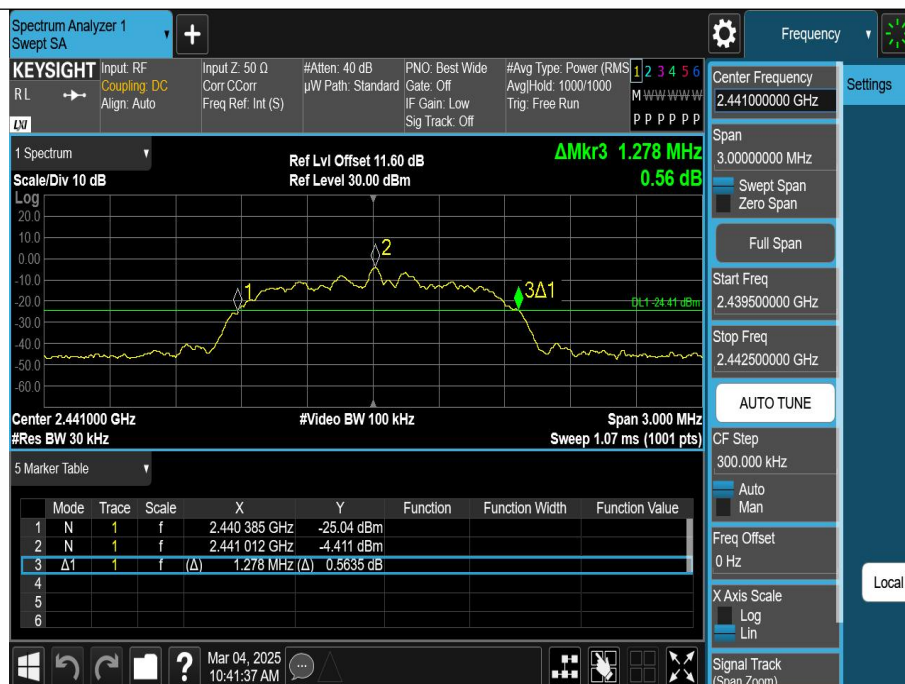 Spectrum Analyzer 1
Swept SA
+
Frequency
KEYSIGHT
RL
LXI
Input: RF
Coupling: DC
Align: Auto
Input Z: 50 Ω
Corr CCorr
Freq Ref: Int (S)
#Atten: 40 dB
µW Path: Standard
PNO: Best Wide
Gate: Off
IF Gain: Low
Sig Track: Off
#Avg Type: Power (RMS
Avg|Hold: 1000/1000
Trig: Free Run
1 2 3 4 5 6
M W W W W W
P P P P P P
1 Spectrum
Scale/Div 10 dB
Ref Lvl Offset 11.60 dB
Ref Level 30.00 dBm
ΔMkr3 1.278 MHz
0.56 dB
Log
20.0
10.0
0.00
-10.0
-20.0
-30.0
-40.0
-50.0
-60.0
1
2
3Δ1
DL1 -24.41 dBm
Center 2.441000 GHz
#Video BW 100 kHz
Span 3.000 MHz
#Res BW 30 kHz
Sweep 1.07 ms (1001 pts)
5 Marker Table
Mode Trace Scale X Y Function Function Width Function Value
1 N 1 f 2.440 385 GHz -25.04 dBm
2 N 1 f 2.441 012 GHz -4.411 dBm
3 Δ1 1 f (Δ) 1.278 MHz (Δ) 0.5635 dB
4
5
6
?
Mar 04, 2025
10:41:37 AM
Center Frequency
2.441000000 GHz
Settings
Span
3.00000000 MHz
Swept Span
Zero Span
Full Span
Start Freq
2.439500000 GHz
Stop Freq
2.442500000 GHz
AUTO TUNE
CF Step
300.000 kHz
Auto
Man
Freq Offset
0 Hz
Local
X Axis Scale
Log
Lin
Signal Track
(Span Zoom)